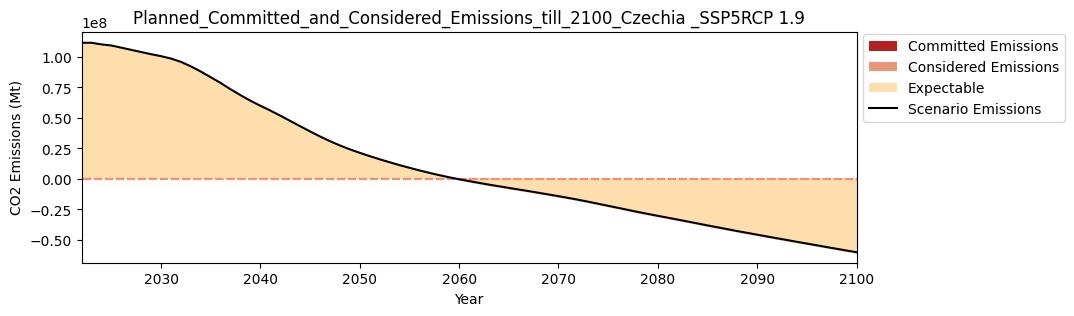 Planned_Committed_and_Considered_Emissions_till_2100_Czechia _SSP5RCP 1.9
1e8
1.00
0.75
0.50
0.25
0.00
−0.25
−0.50
CO2 Emissions (Mt)
2030 2040 2050 2060 2070 2080 2090 2100
Year
Committed Emissions
Considered Emissions
Expectable
Scenario Emissions